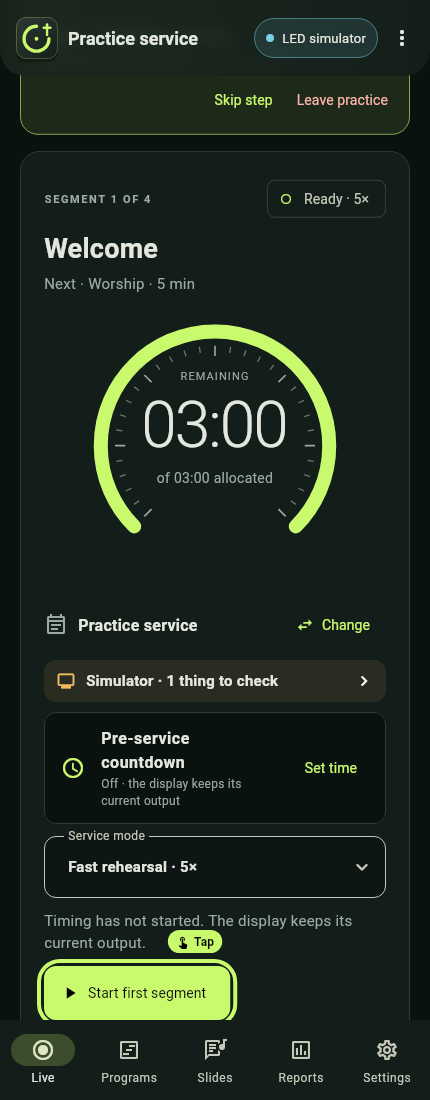 Practice service
LED simulator
Skip step
Leave practice
SEGMENT 1 OF 4
Ready · 5×
Welcome
Next · Worship · 5 min
REMAINING
03:00
of 03:00 allocated
Practice service
Change
Simulator · 1 thing to check
Pre-service
countdown
Off · the display keeps its
current output
Set time
Service mode
Fast rehearsal · 5×
Timing has not started. The display keeps its
current output.
Tap
Start first segment
Live
Programs
Slides
Reports
Settings